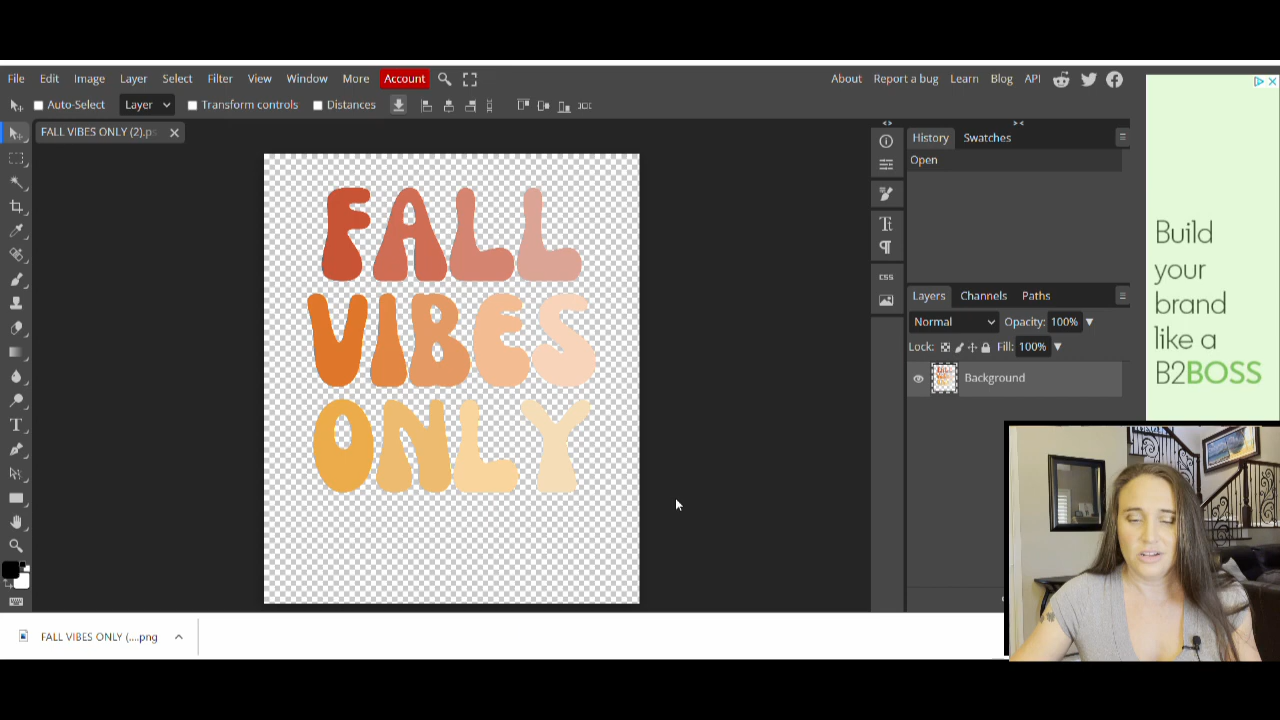 File Edit Image Layer Select Filter View Window More Account
About Report a bug Learn Blog API
Auto-Select Layer Transform controls Distances
FALL VIBES ONLY (2).ps
History Swatches
Open
FALL
VIBES
ONLY
CSS
Layers Channels Paths
Normal Opacity: 100%
Lock: Fill: 100%
Background
Build
your
brand
like a
B2BOSS
FALL VIBES ONLY (....png